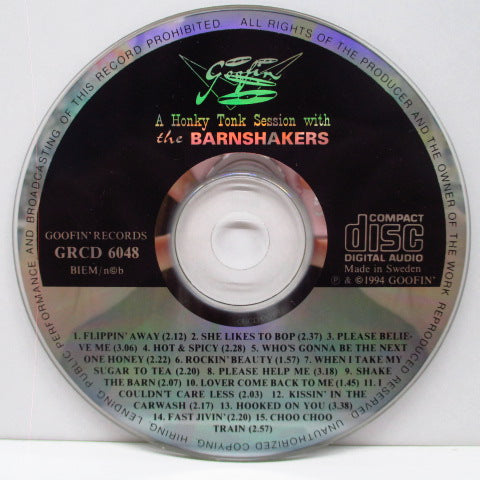 ALL RIGHTS OF THE PRODUCER AND THE OWNER OF THE WORK REPRODUCED RESERVED. UNAUTHORIZED COPYING, HIRING, LENDING, PUBLIC PERFORMANCE AND BROADCASTING OF THIS RECORD PROHIBITED.
Goofin'
A Honky Tonk Session with
the BARNSHAKERS
GOOFIN' RECORDS
GRCD 6048
BIEM/n©b
COMPACT
disc
DIGITAL AUDIO
Made in Sweden
℗ & ©1994 GOOFIN'
1. FLIPPIN' AWAY (2.12) 2. SHE LIKES TO BOP (2.37) 3. PLEASE BELIE-
VE ME (3.06) 4. HOT & SPICY (2.28) 5. WHO'S GONNA BE THE NEXT
ONE HONEY (2.22) 6. ROCKIN' BEAUTY (1.57) 7. WHEN I TAKE MY
SUGAR TO TEA (2.20) 8. PLEASE HELP ME (3.18) 9. SHAKE
THE BARN (2.07) 10. LOVER COME BACK TO ME (1.45) 11. I
COULDN'T CARE LESS (2.03) 12. KISSIN' IN THE
CARWASH (2.17) 13. HOOKED ON YOU (3.38)
14. FAST JIVIN' (2.20) 15. CHOO CHOO
TRAIN (2.57)